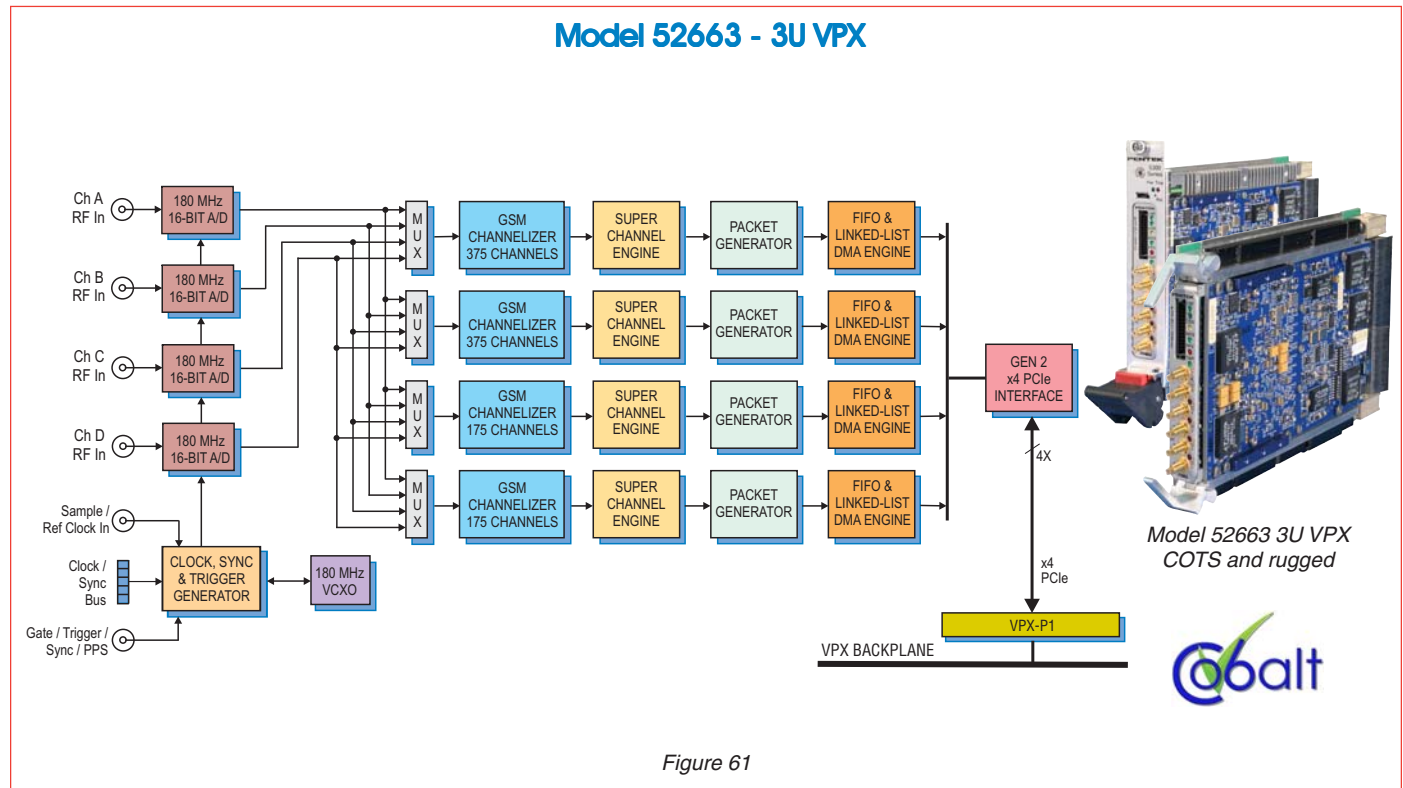 Model 52663 - 3U VPX
Ch A
RF In
180 MHz
16-BIT A/D
Ch B
RF In
180 MHz
16-BIT A/D
Ch C
RF In
180 MHz
16-BIT A/D
Ch D
RF In
180 MHz
16-BIT A/D
Sample /
Ref Clock In
Clock /
Sync
Bus
Gate / Trigger /
Sync / PPS
CLOCK, SYNC
& TRIGGER
GENERATOR
180 MHz
VCXO
M
U
X
GSM
CHANNELIZER
375 CHANNELS
SUPER
CHANNEL
ENGINE
PACKET
GENERATOR
FIFO &
LINKED-LIST
DMA ENGINE
M
U
X
GSM
CHANNELIZER
375 CHANNELS
SUPER
CHANNEL
ENGINE
PACKET
GENERATOR
FIFO &
LINKED-LIST
DMA ENGINE
M
U
X
GSM
CHANNELIZER
175 CHANNELS
SUPER
CHANNEL
ENGINE
PACKET
GENERATOR
FIFO &
LINKED-LIST
DMA ENGINE
M
U
X
GSM
CHANNELIZER
175 CHANNELS
SUPER
CHANNEL
ENGINE
PACKET
GENERATOR
FIFO &
LINKED-LIST
DMA ENGINE
GEN 2
x4 PCIe
INTERFACE
4X
x4
PCIe
VPX-P1
VPX BACKPLANE
PENTEK
Model 52663 3U VPX
COTS and rugged
Cobalt
Figure 61